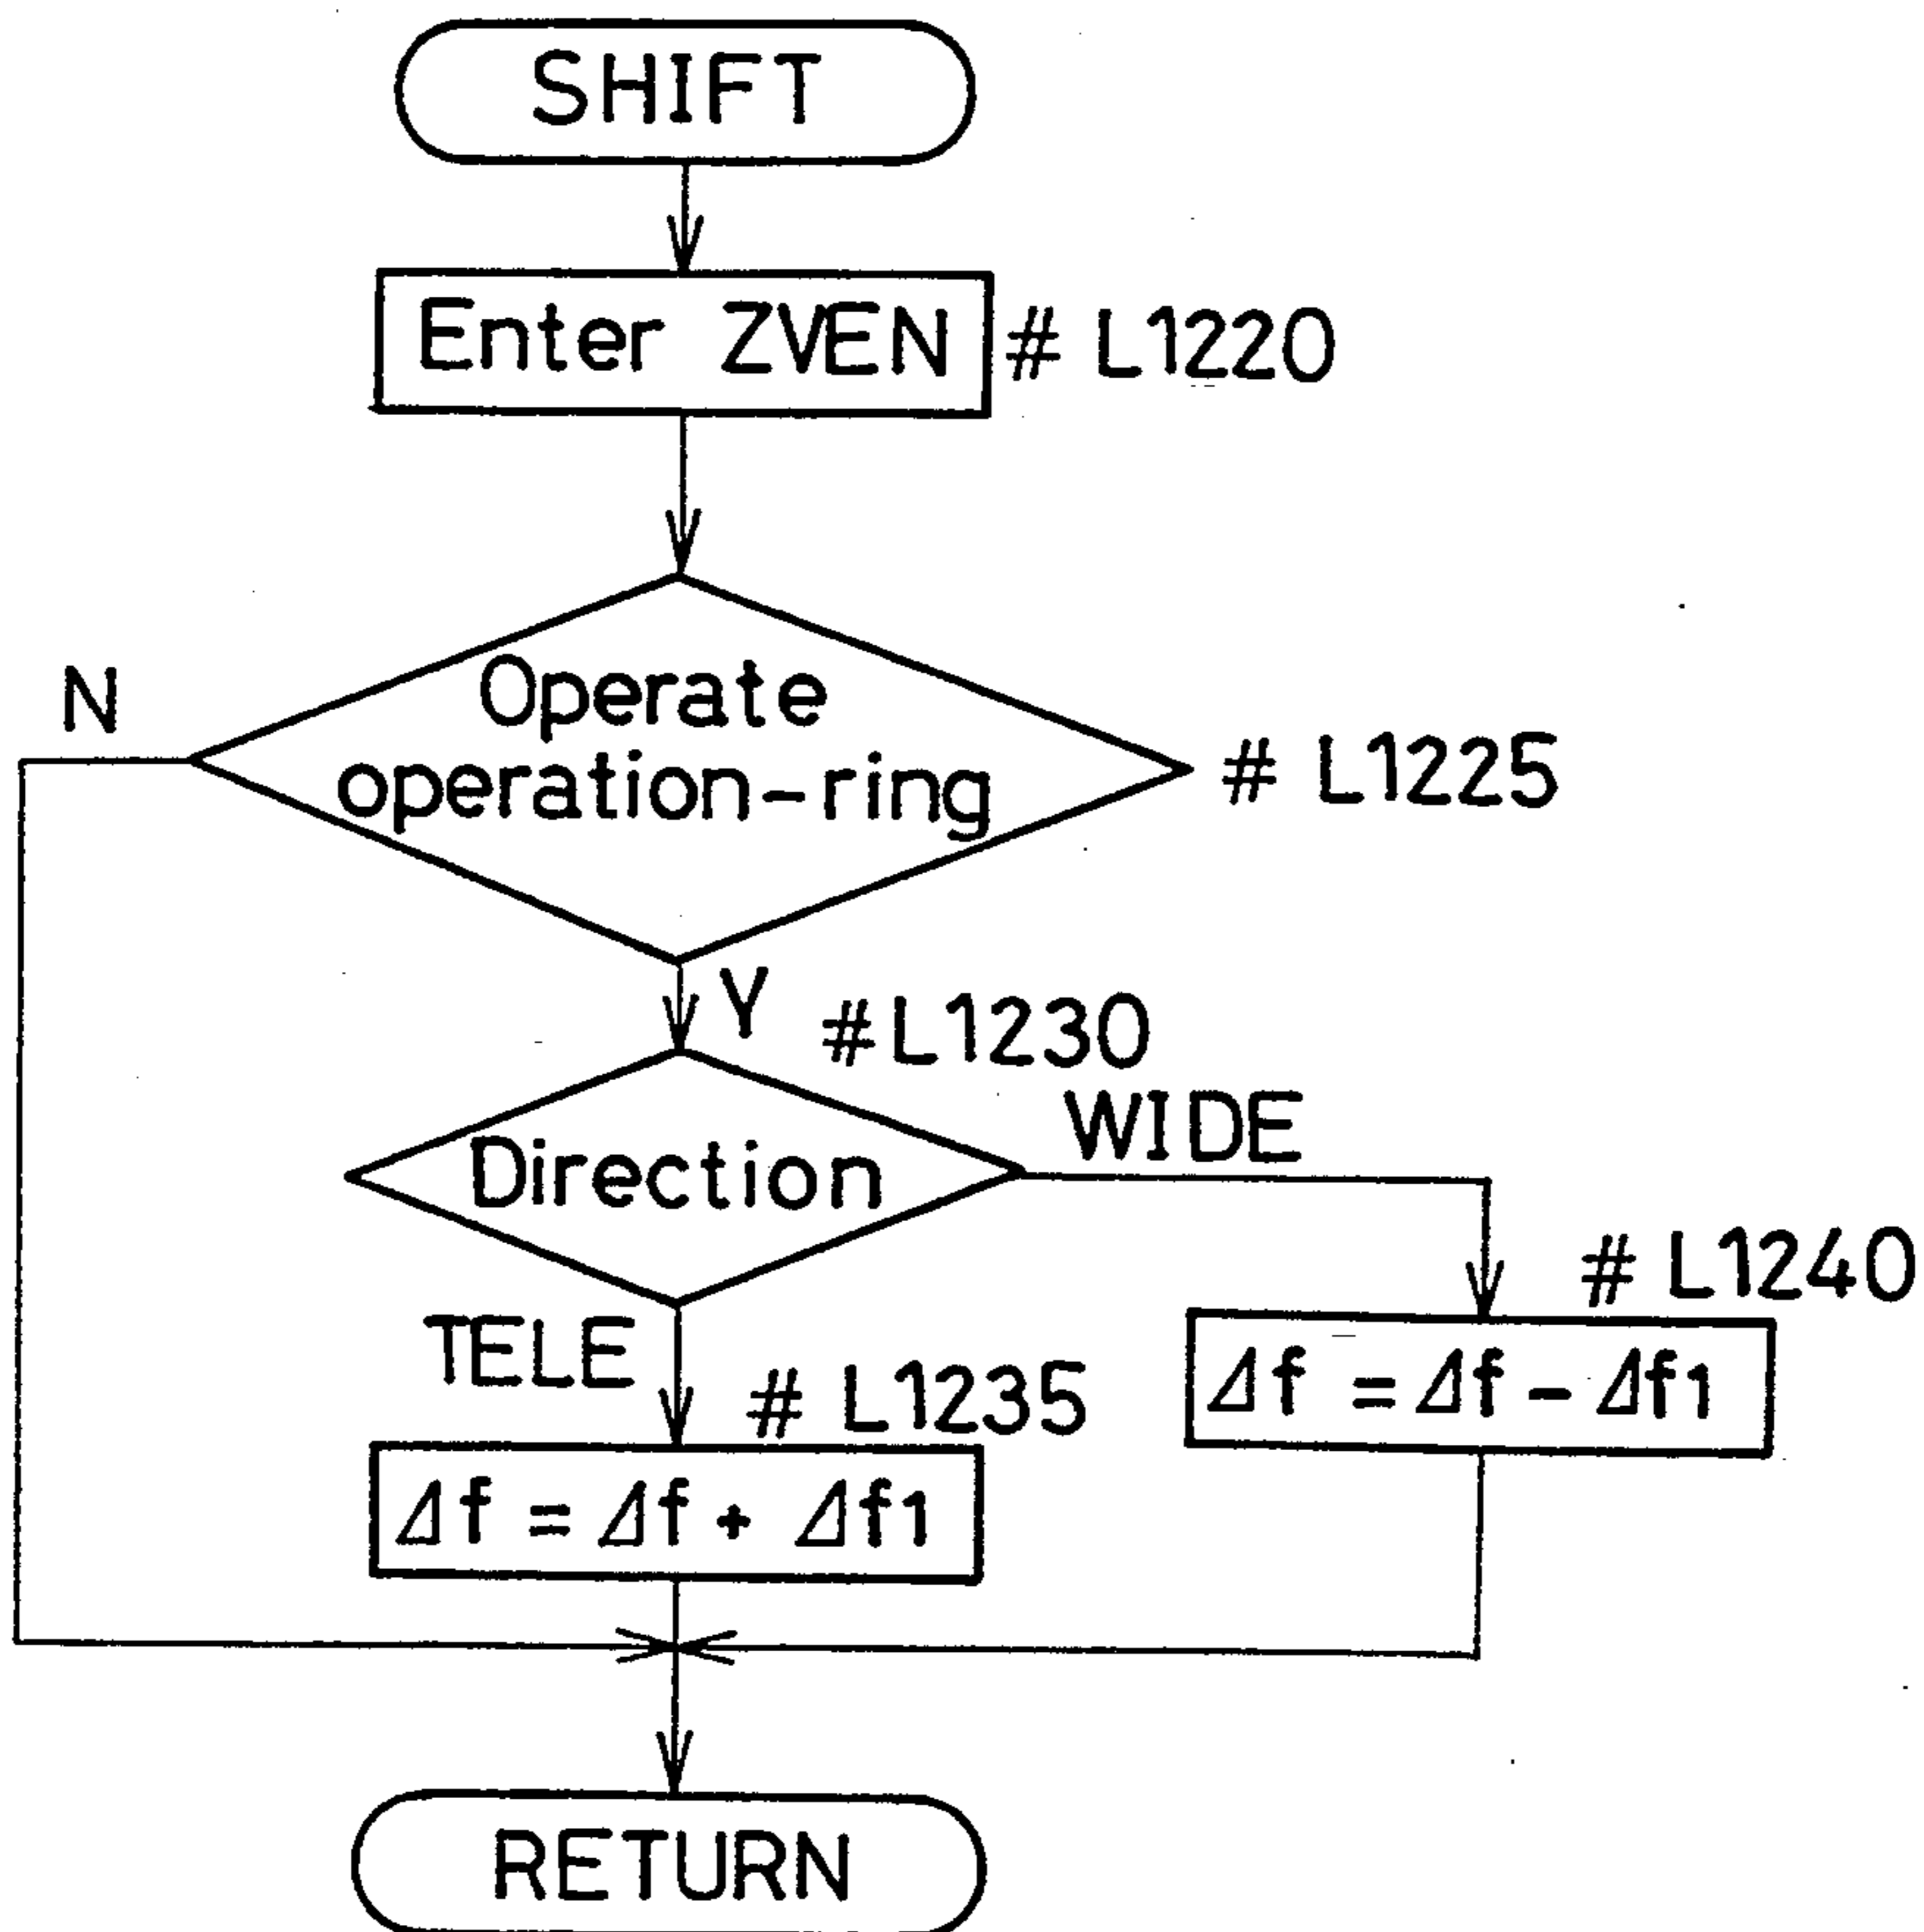 SHIFT
Enter ZVEN # L1220
N
Operate
operation-ring
# L1225
Y
#L1230
WIDE
Direction
# L1240
TELE
# L1235
Δf = Δf - Δf1
Δf = Δf + Δf1
RETURN